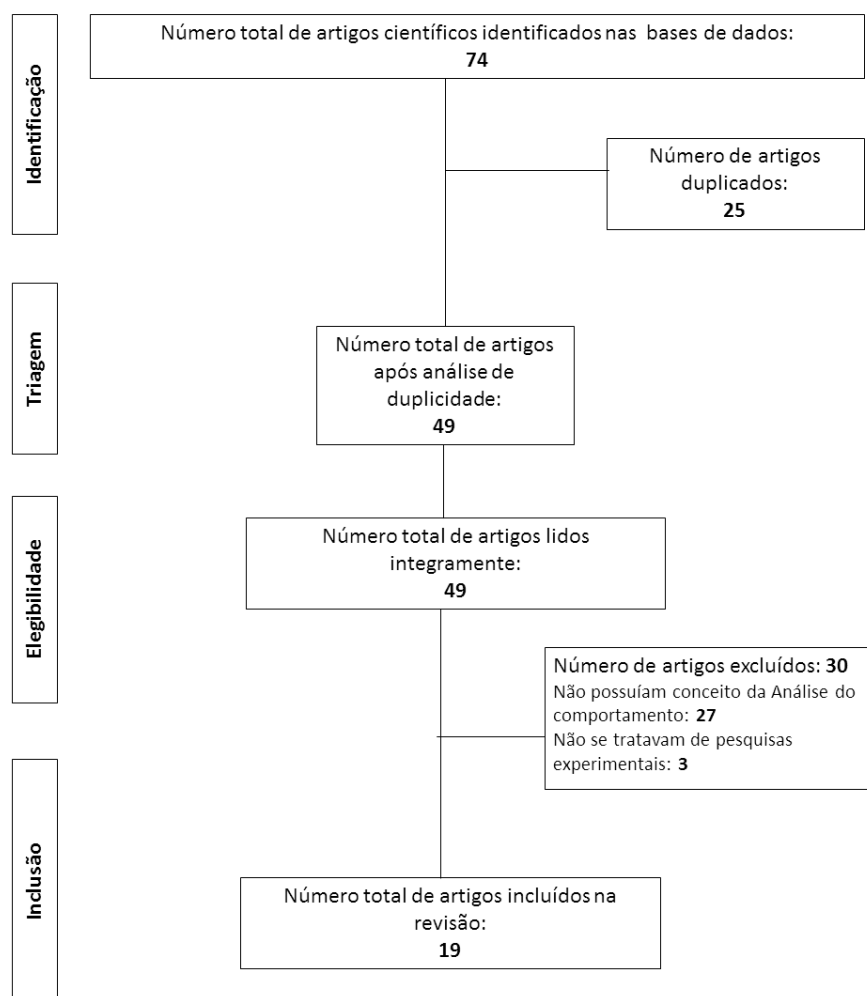 Identificação
Número total de artigos científicos identificados nas bases de dados:
74
Número de artigos
duplicados:
25
Triagem
Número total de artigos
após análise de
duplicidade:
49
Elegibilidade
Número total de artigos lidos
integramente:
49
Número de artigos excluídos: 30
Não possuíam conceito da Análise do
comportamento: 27
Não se tratavam de pesquisas
experimentais: 3
Inclusão
Número total de artigos incluídos na
revisão:
19